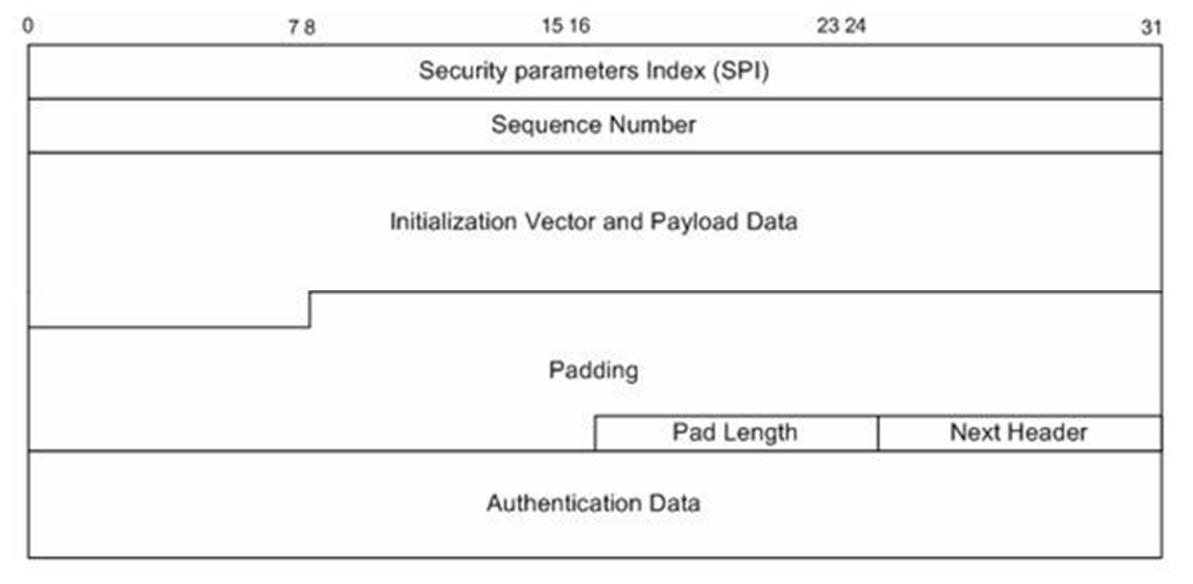 0 7 8 15 16 23 24 31
Security parameters Index (SPI)
Sequence Number
Initialization Vector and Payload Data
Padding
Pad Length Next Header
Authentication Data